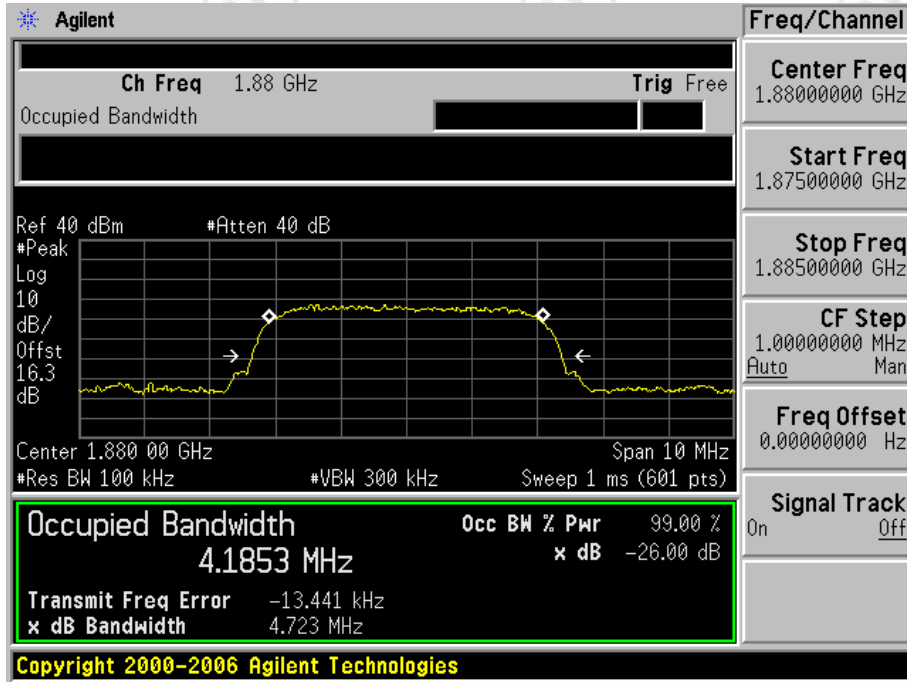 Agilent
Freq/Channel
Ch Freq 1.88 GHz Trig Free
Occupied Bandwidth
Center Freq
1.88000000 GHz
Start Freq
1.87500000 GHz
Stop Freq
1.88500000 GHz
CF Step
1.00000000 MHz
Auto Man
Freq Offset
0.00000000 Hz
Signal Track
On Off
Ref 40 dBm #Atten 40 dB
#Peak
Log
10
dB/
Offst
16.3
dB
Center 1.880 00 GHz Span 10 MHz
#Res BW 100 kHz #VBW 300 kHz Sweep 1 ms (601 pts)
Occupied Bandwidth Occ BW % Pwr 99.00 %
4.1853 MHz x dB -26.00 dB
Transmit Freq Error -13.441 kHz
x dB Bandwidth 4.723 MHz
Copyright 2000-2006 Agilent Technologies